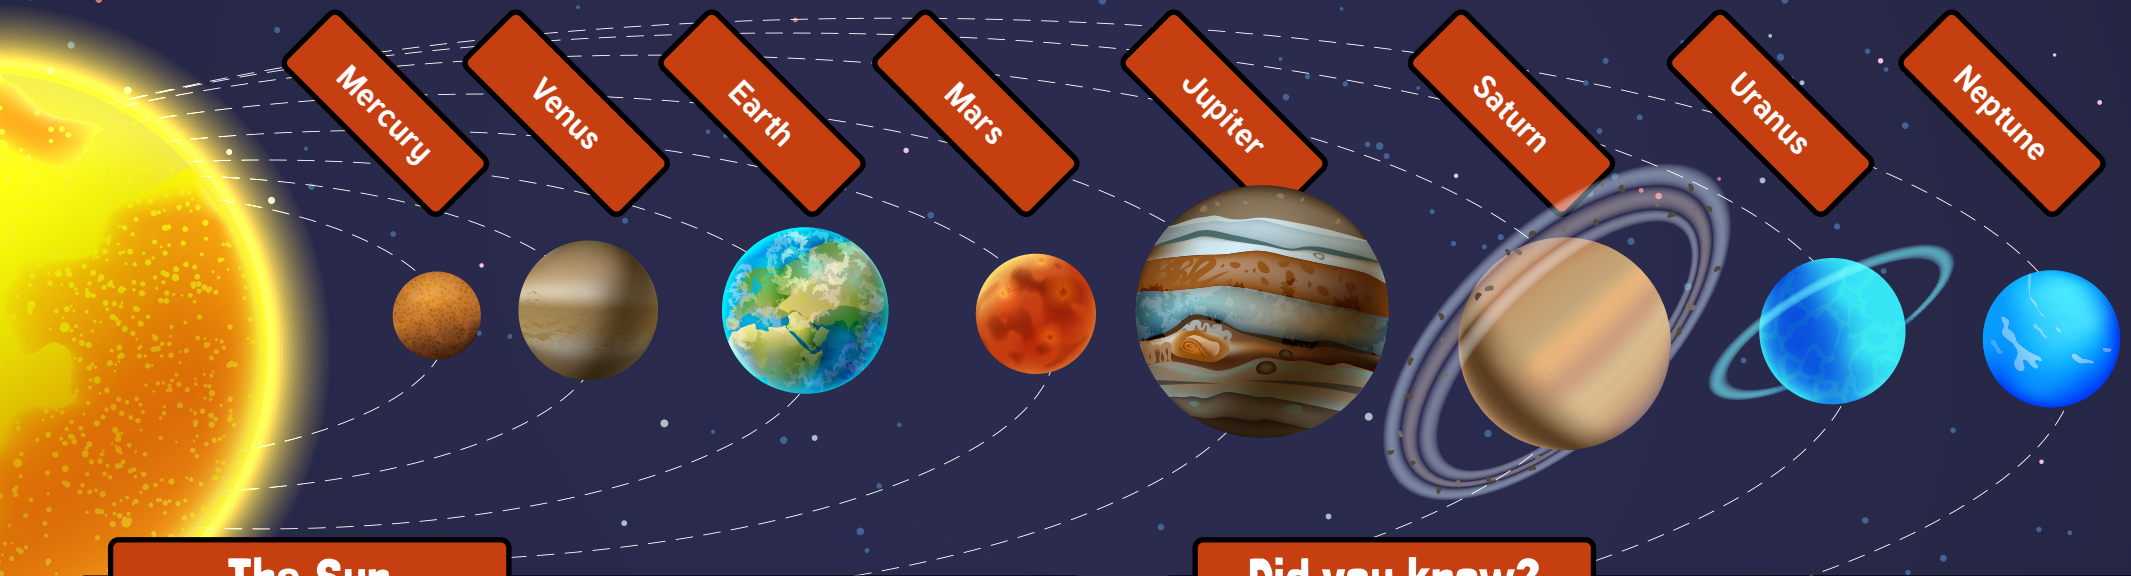 Mercury
Venus
Earth
Mars
Jupiter
Saturn
Uranus
Neptune
The Sun
Did you know?